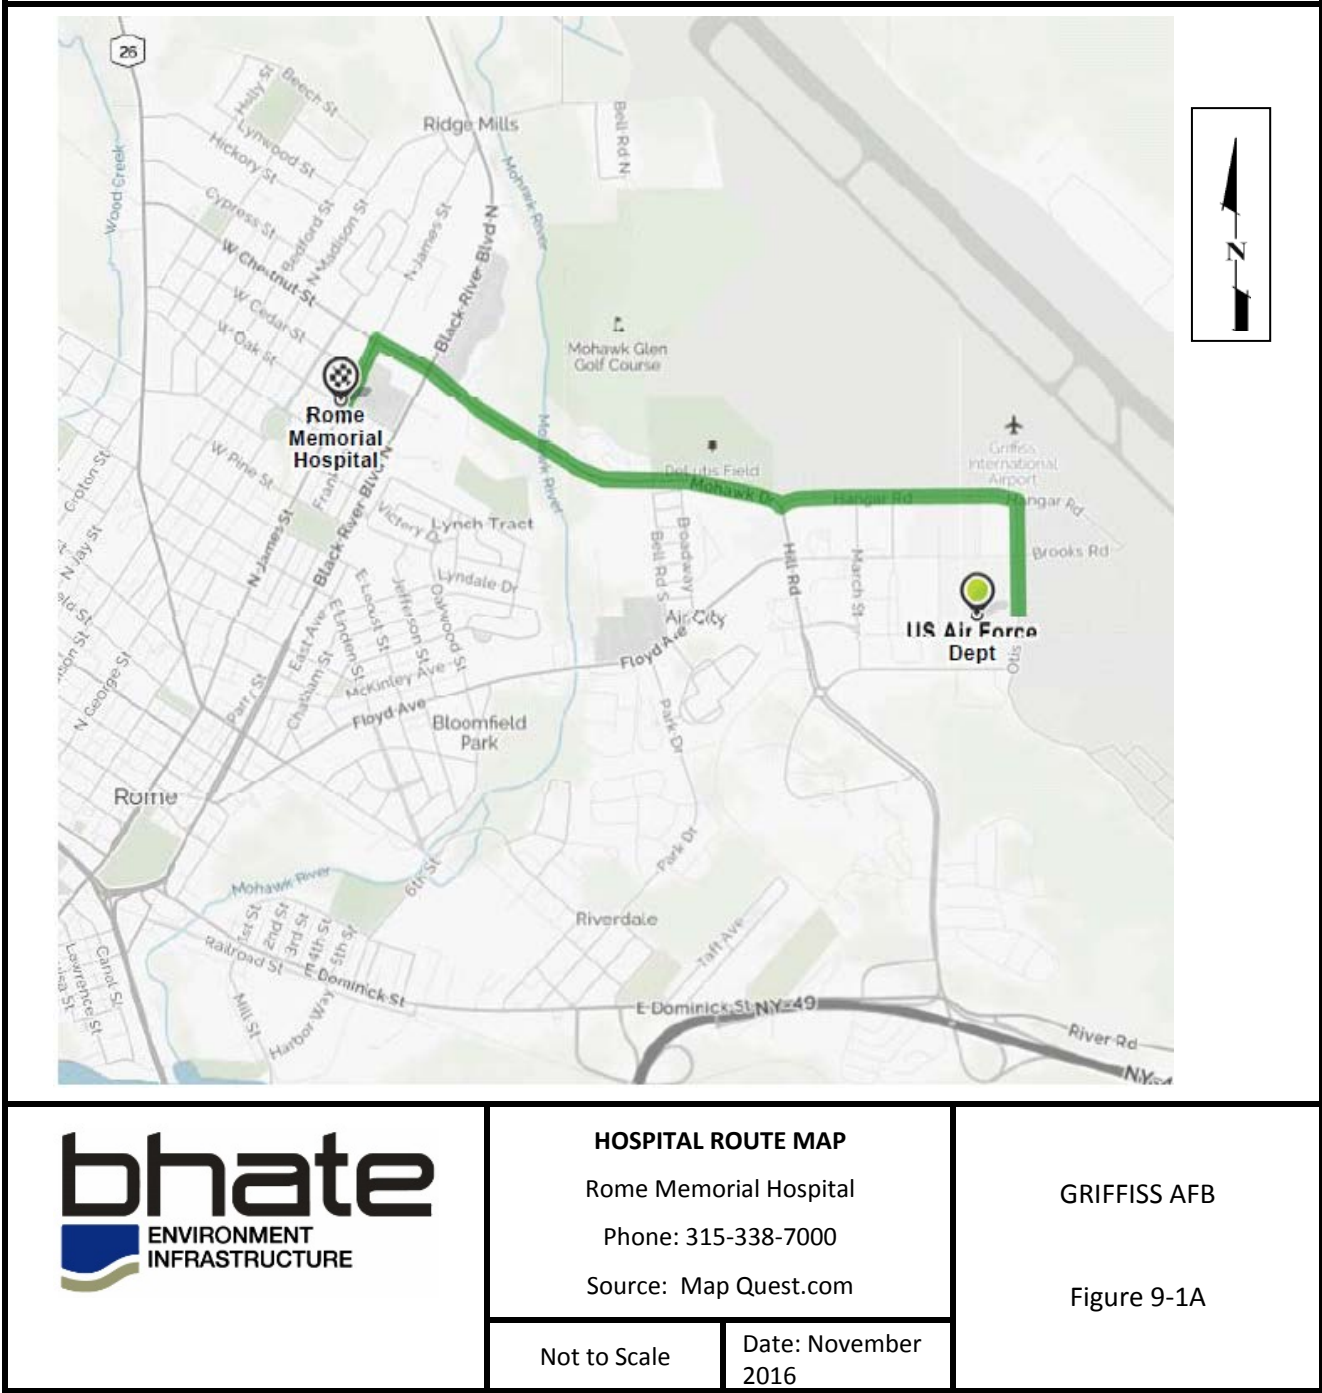 26
Holly St
Beech St
Lynwood St
Hickory St
Ridge Mills
Bell Rd N
Wood Creek
Mohawk River
Cypress St
Bedford St
N Madison St
N James St
Black River Blvd N
W Chestnut St
W Cedar St
W Oak St
N
Mohawk Glen
Golf Course
Rome
Memorial
Hospital
Mohawk River
Griffiss
International
Airport
DeLutis Field
Mohawk Dr
Hangar Rd
Hangar Rd
W Pine St
Croton St
Frank
Black River Blvd N
Victory Dr
Lynch Tract
N James St
N Jay St
Broadway
Bell Rd S
Hill Rd
March St
Brooks Rd
Lyndale Dr
E Locust St
Jefferson St
Oakwood St
E Linden St
East Ave
Air City
US Air Force
Dept
Otis
Floyd Ave
McKinley Ave
Chatham St
Parry St
N George St
Floyd Ave
Bloomfield
Park
Park Dr
Rome
Park Dr
Mohawk River
6th St
1st St
2nd St
3rd St
4th St
5th St
Riverdale
Taft Ave
Railroad St
E Dominick St
Canal St
Lawrence St
isa St
Mill St
Harbor Way
E Dominick St
NY-49
River Rd
NY-4
bhate
ENVIRONMENT
INFRASTRUCTURE
HOSPITAL ROUTE MAP
Rome Memorial Hospital
Phone: 315-338-7000
Source: Map Quest.com
Not to Scale
Date: November
2016
GRIFFISS AFB
Figure 9-1A